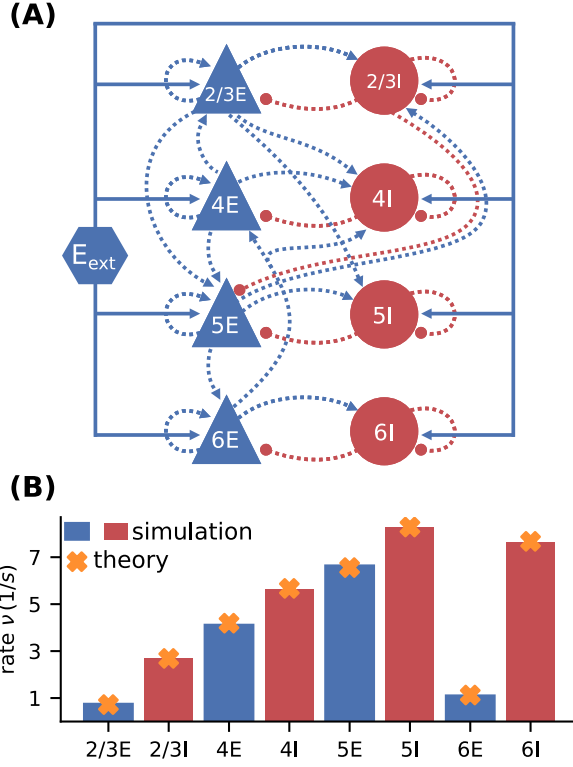 (A)
2/3E
2/3I
4E
4I
E_ext
5E
5I
6E
6I
(B)
simulation
theory
rate ν (1/s)
7
5
3
1
2/3E 2/3I 4E 4I 5E 5I 6E 6I